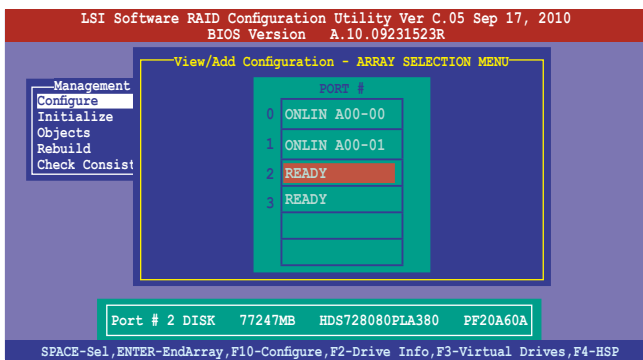 LSI Software RAID Configuration Utility Ver C.05 Sep 17, 2010
BIOS Version A.10.09231523R
View/Add Configuration - ARRAY SELECTION MENU
Management
Configure
Initialize
Objects
Rebuild
Check Consist
PORT #
0 ONLIN A00-00
1 ONLIN A00-01
2 READY
3 READY
Port # 2 DISK 77247MB HDS728080PLA380 PF20A60A
SPACE-Sel,ENTER-EndArray,F10-Configure,F2-Drive Info,F3-Virtual Drives,F4-HSP